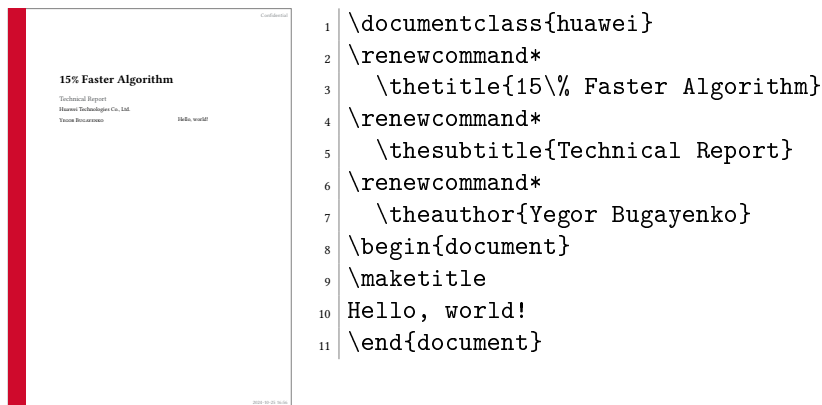 Confidential
15% Faster Algorithm
Technical Report
Huawei Technologies Co., Ltd.
Yegor Bugayenko
Hello, world!
1 \documentclass{huawei}
2 \renewcommand*
3 \thetitle{15\% Faster Algorithm}
4 \renewcommand*
5 \thesubtitle{Technical Report}
6 \renewcommand*
7 \theauthor{Yegor Bugayenko}
8 \begin{document}
9 \maketitle
10 Hello, world!
11 \end{document}